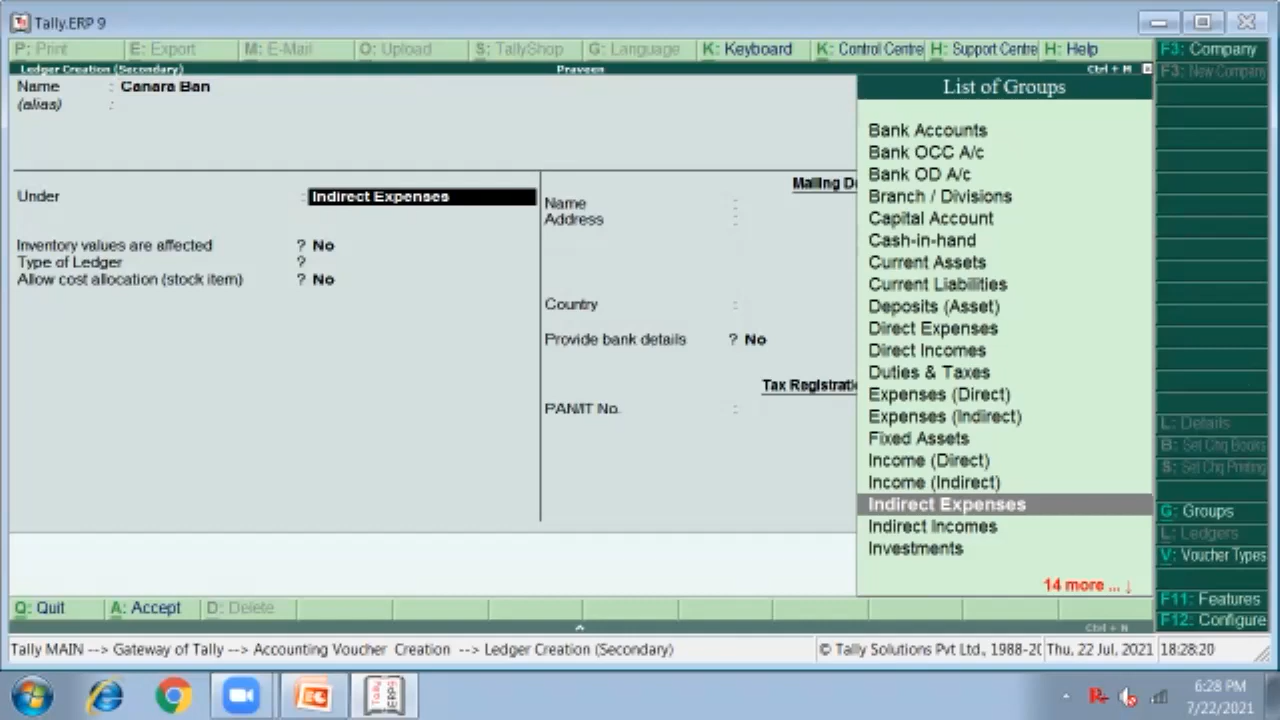 Tally.ERP 9
P: Print E: Export M: E-Mail O: Upload S: TallyShop G: Language K: Keyboard K: Control Centre H: Support Centre H: Help F3: Company
Ledger Creation (Secondary) Praveen Ctrl + M F3: New Company
Name : Canara Ban
(alias) :
List of Groups
Bank Accounts
Bank OCC A/c
Bank OD A/c
Branch / Divisions
Capital Account
Cash-in-hand
Current Assets
Current Liabilities
Deposits (Asset)
Direct Expenses
Direct Incomes
Duties & Taxes
Expenses (Direct)
Expenses (Indirect)
Fixed Assets
Income (Direct)
Income (Indirect)
Indirect Expenses
Indirect Incomes
Investments
14 more ... ↓
Under : Indirect Expenses
Inventory values are affected ? No
Type of Ledger ?
Allow cost allocation (stock item) ? No
Mailing De
Name :
Address :
Country :
Provide bank details ? No
Tax Registratio
PAN/IT No. :
L: Details
B: Set Chq Books
S: Set Chq Printing
G: Groups
L: Ledgers
V: Voucher Types
F11: Features
F12: Configure
Q: Quit A: Accept D: Delete
Ctrl + N
Tally MAIN --> Gateway of Tally --> Accounting Voucher Creation --> Ledger Creation (Secondary) © Tally Solutions Pvt Ltd., 1988-20 Thu, 22 Jul, 2021 18:28:20
Tally ERP9
6:28 PM
7/22/2021